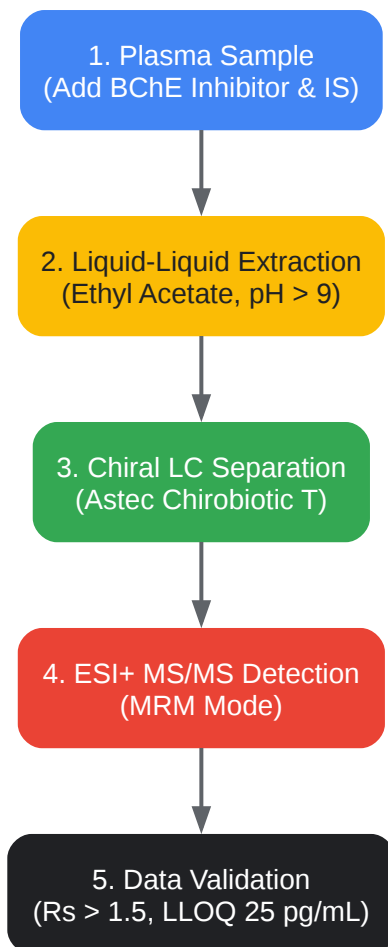 1. Plasma Sample
(Add BChE Inhibitor & IS)
2. Liquid-Liquid Extraction
(Ethyl Acetate, pH > 9)
3. Chiral LC Separation
(Astec Chirobiotic T)
4. ESI+ MS/MS Detection
(MRM Mode)
5. Data Validation
(Rs > 1.5, LLOQ 25 pg/mL)